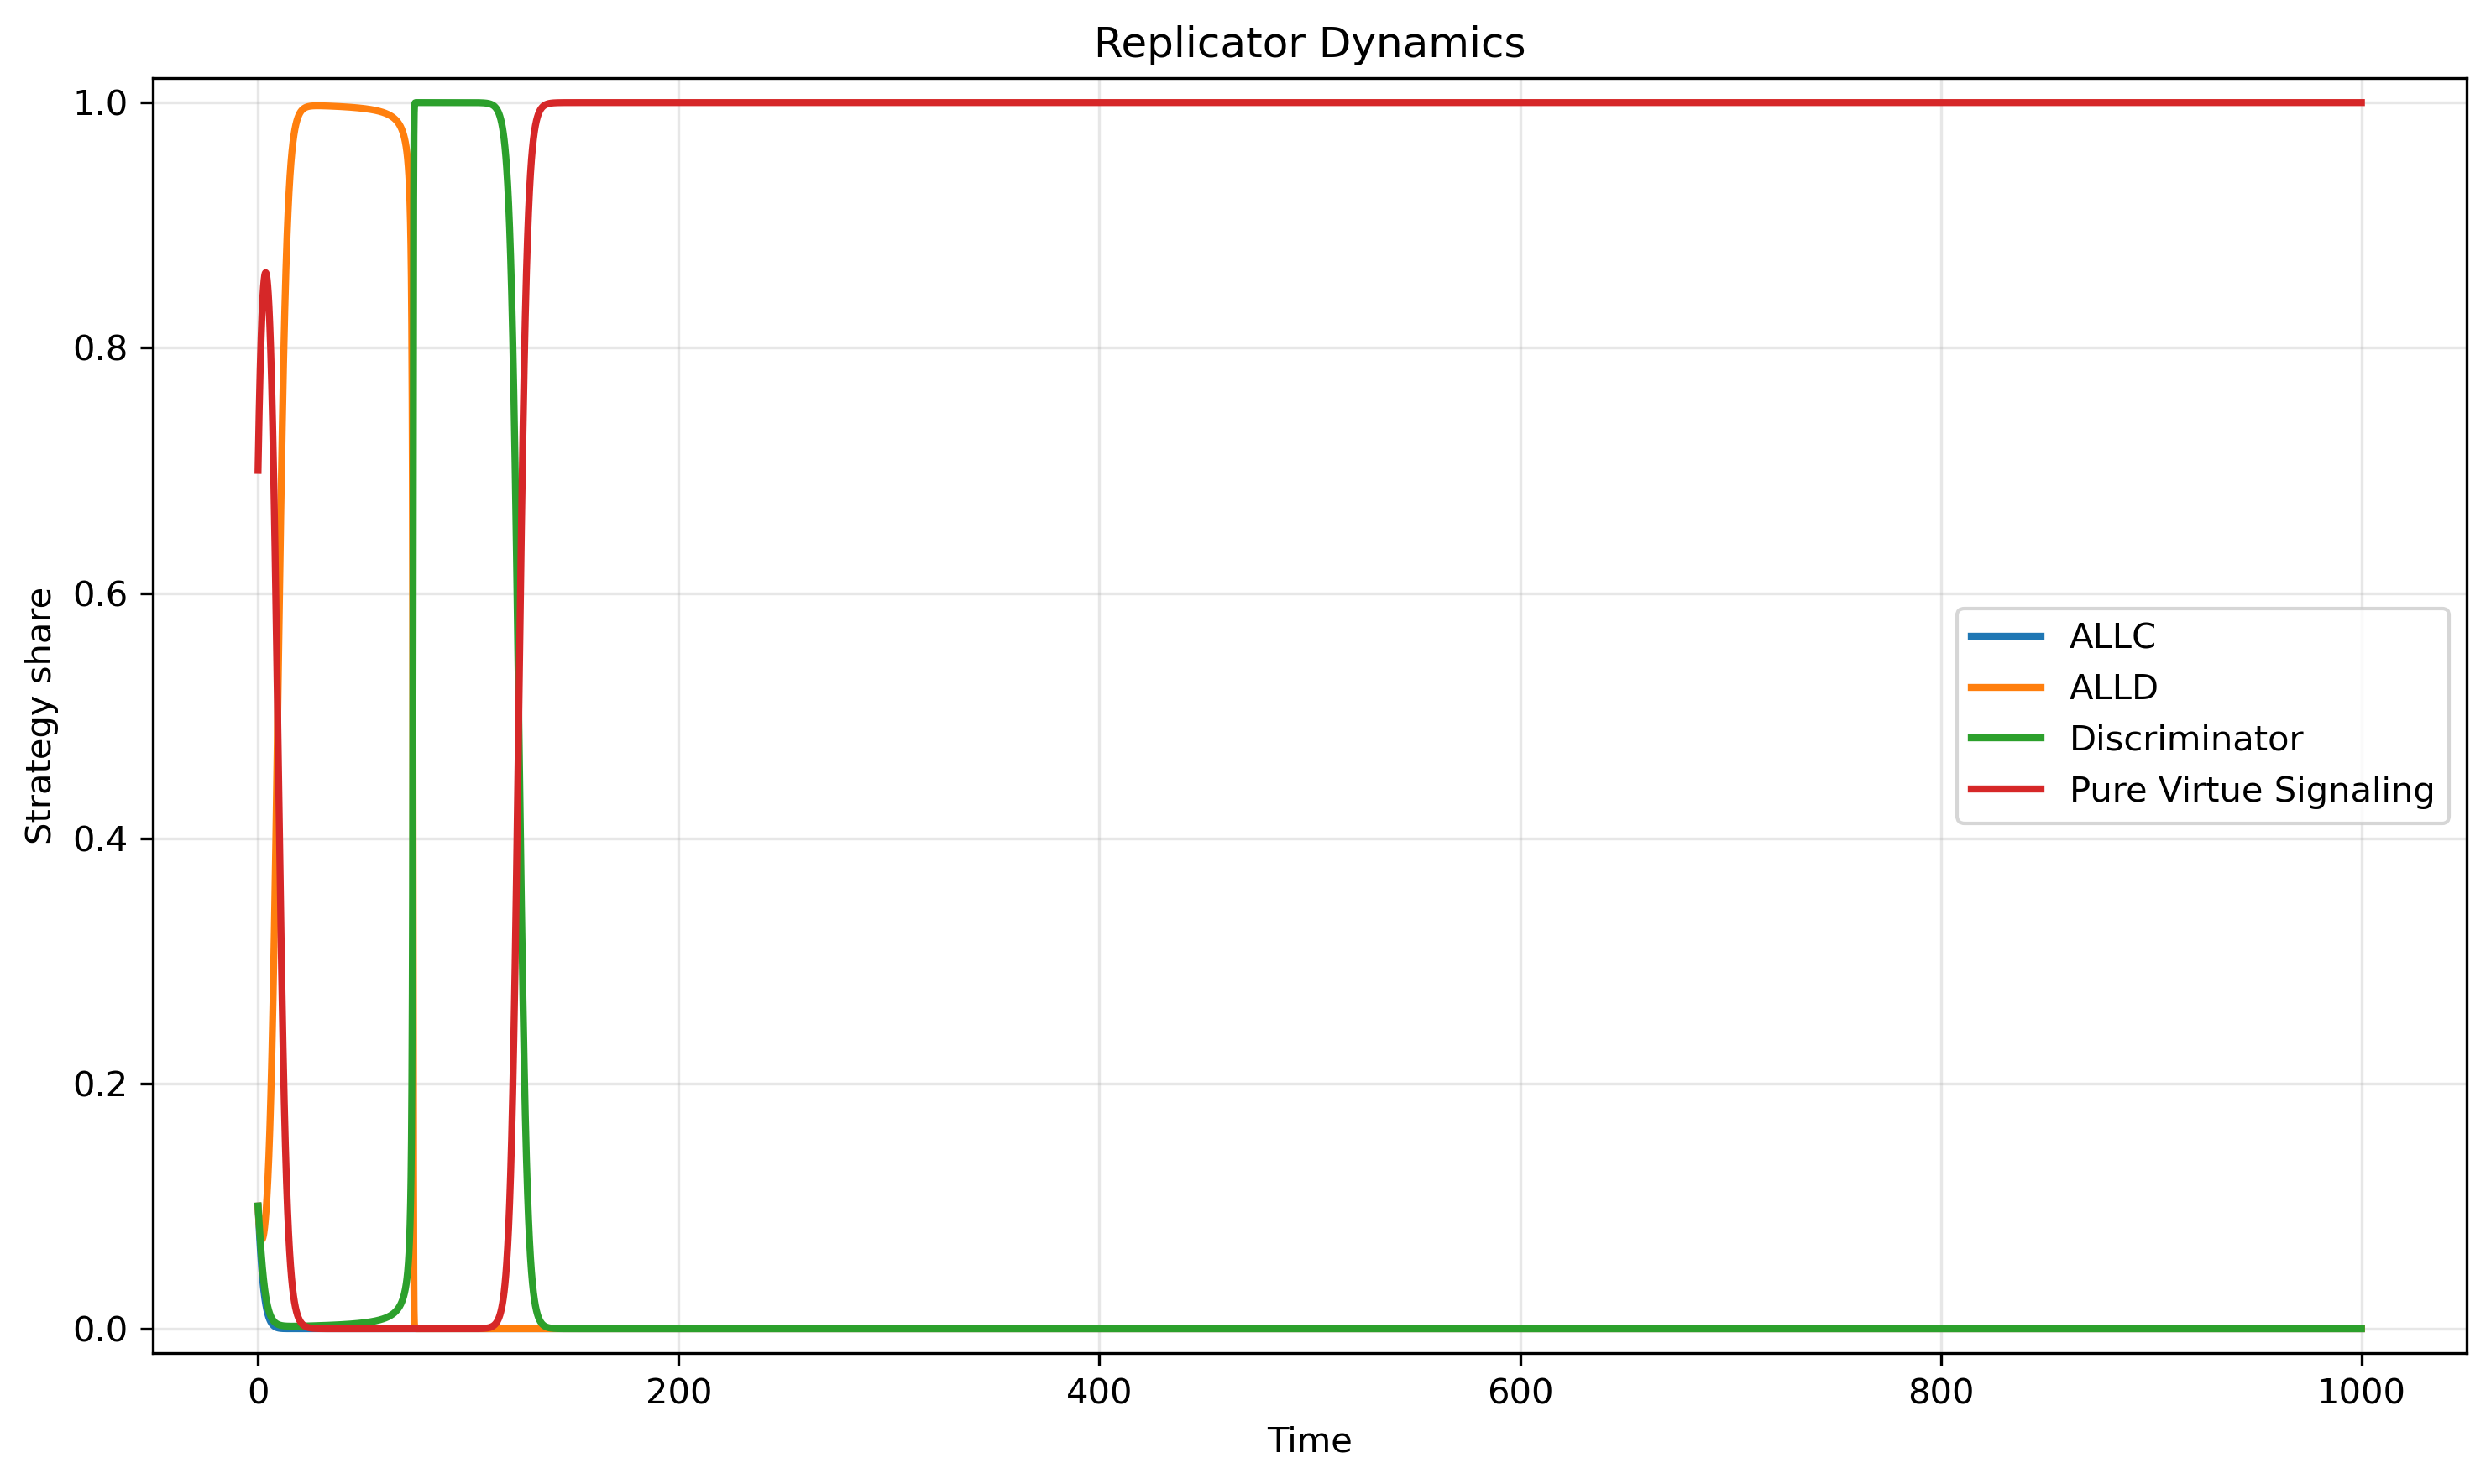 Replicator Dynamics
Strategy share
1.0
0.8
0.6
0.4
0.2
0.0
ALLC
ALLD
Discriminator
Pure Virtue Signaling
0 200 400 600 800 1000
Time